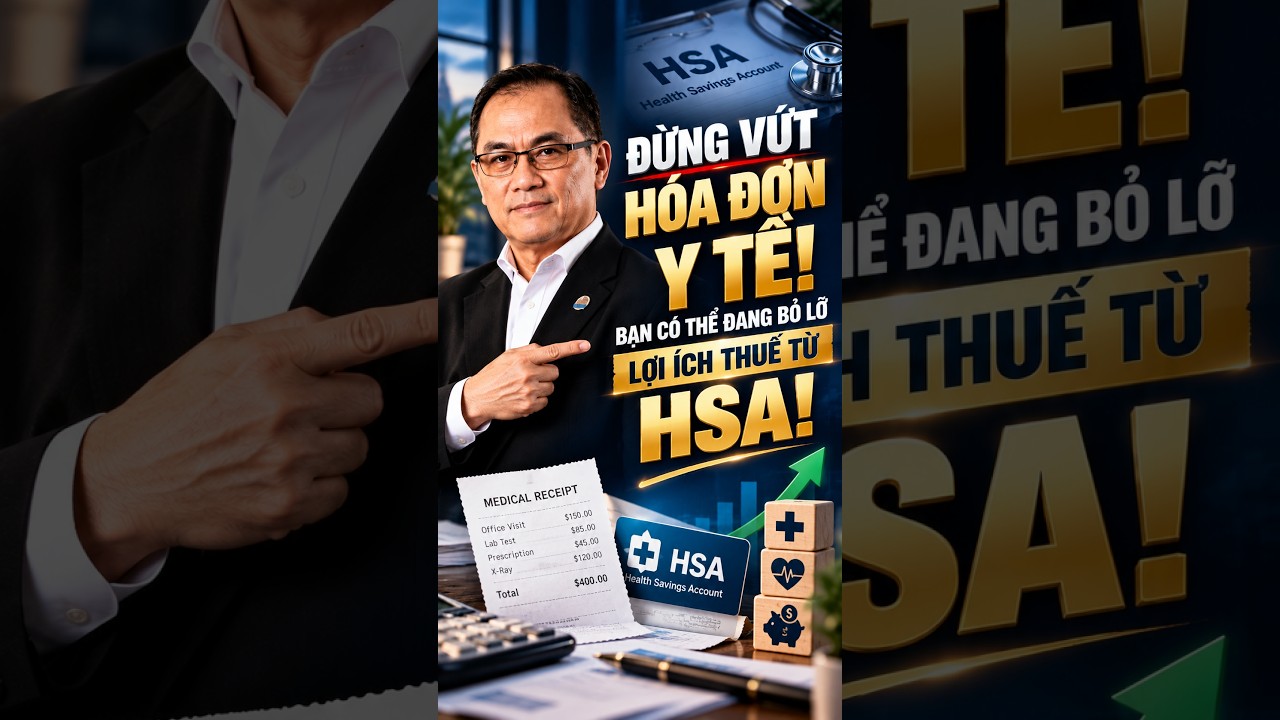 HSA
Health Savings Account
ĐỪNG VỨT
HÓA ĐƠN
Y TỀ!
BẠN CÓ THỂ ĐANG BỎ LỠ
LỢI ÍCH THUẾ TỪ
HSA!
MEDICAL RECEIPT
Office Visit $150.00
Lab Test $85.00
Prescription $45.00
X-Ray $120.00
Total $400.00
HSA
Health Savings Account
$
TE!
ĐANG BỎ LỠ
THUẾ TỪ
SA!